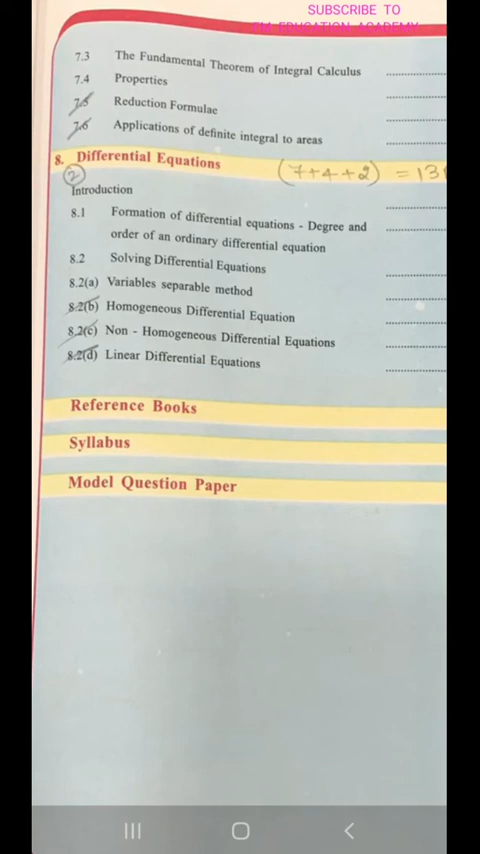 SUBSCRIBE TO
EM EDUCATION ACADEMY
7.3 The Fundamental Theorem of Integral Calculus
7.4 Properties
7.5 Reduction Formulae
7.6 Applications of definite integral to areas
8. Differential Equations (7+4+2) = 13
2
Introduction
8.1 Formation of differential equations - Degree and
order of an ordinary differential equation
8.2 Solving Differential Equations
8.2(a) Variables separable method
8.2(b) Homogeneous Differential Equation
8.2(c) Non - Homogeneous Differential Equations
8.2(d) Linear Differential Equations
Reference Books
Syllabus
Model Question Paper